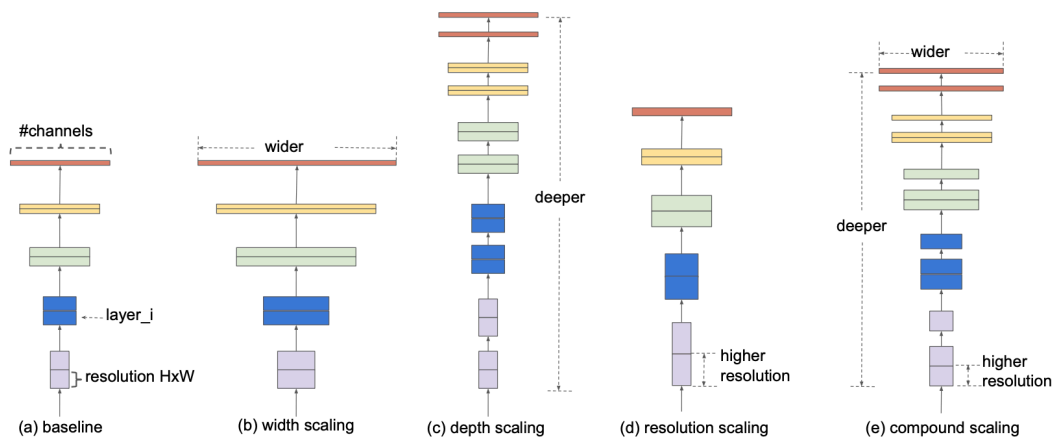 #channels
layer_i
resolution HxW
(a) baseline
wider
(b) width scaling
deeper
(c) depth scaling
higher
resolution
(d) resolution scaling
wider
deeper
higher
resolution
(e) compound scaling